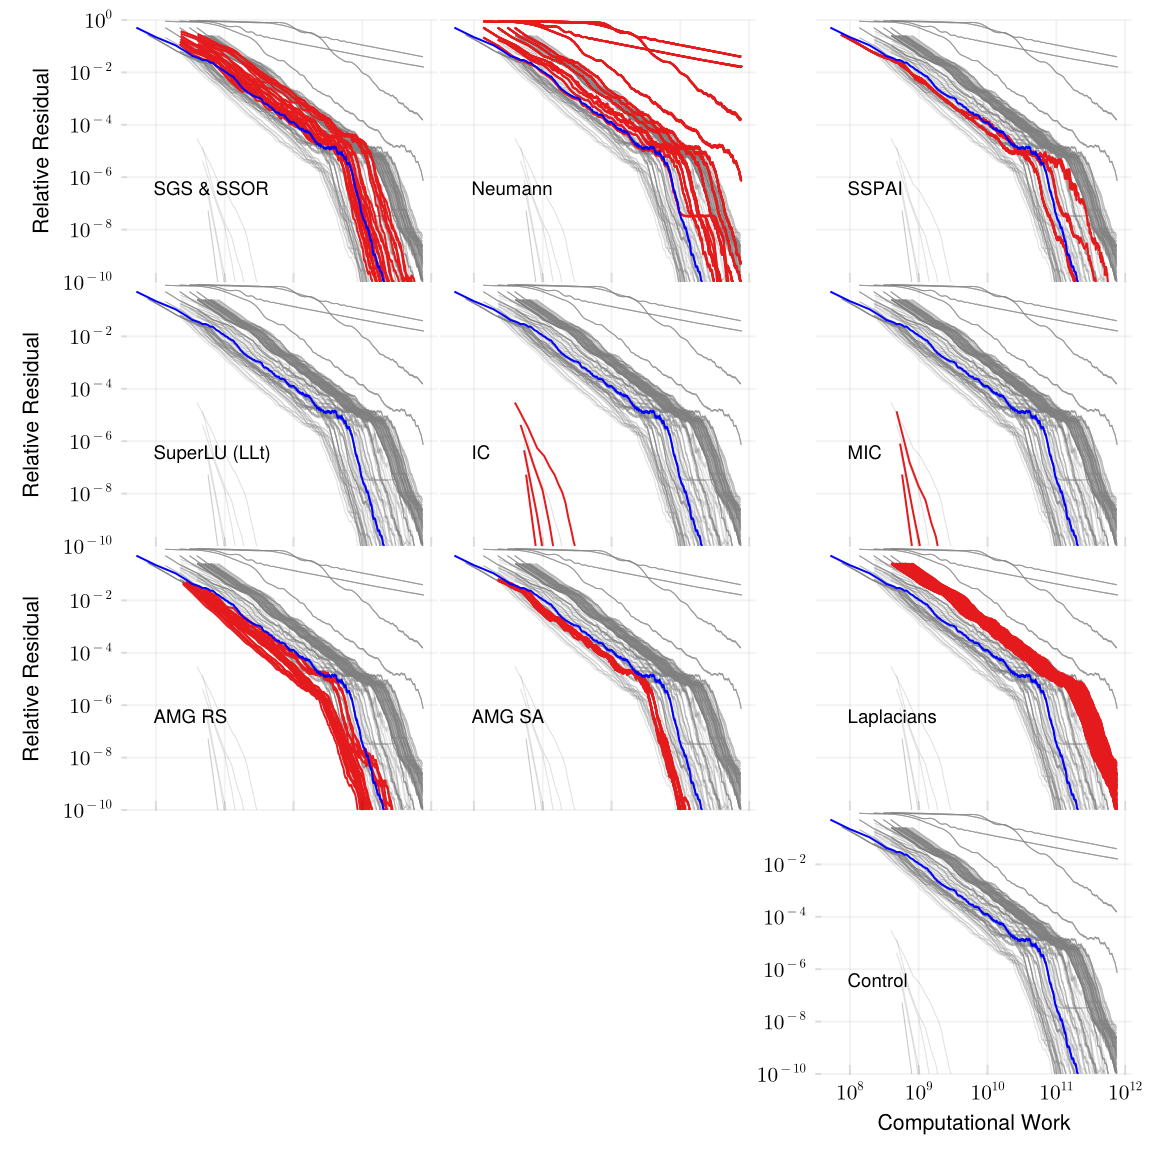 10^0
10^-2
10^-4
10^-6
10^-8
10^-10
Relative Residual
SGS & SSOR
Neumann
SSPAI
10^-2
10^-4
10^-6
10^-8
10^-10
Relative Residual
SuperLU (LLt)
IC
MIC
10^-2
10^-4
10^-6
10^-8
10^-10
Relative Residual
AMG RS
AMG SA
Laplacians
10^-2
10^-4
10^-6
10^-8
10^-10
Control
10^8 10^9 10^10 10^11 10^12
Computational Work